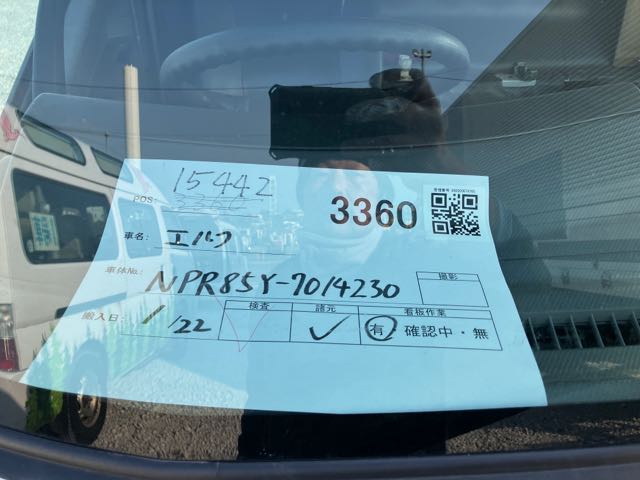 15442
POS:
3360
車名: エルフ
車体No.: NPR85Y-7014230
撮影
搬入日: 1/22
検査 諸元 看板作業
✓ 有・確認中・無